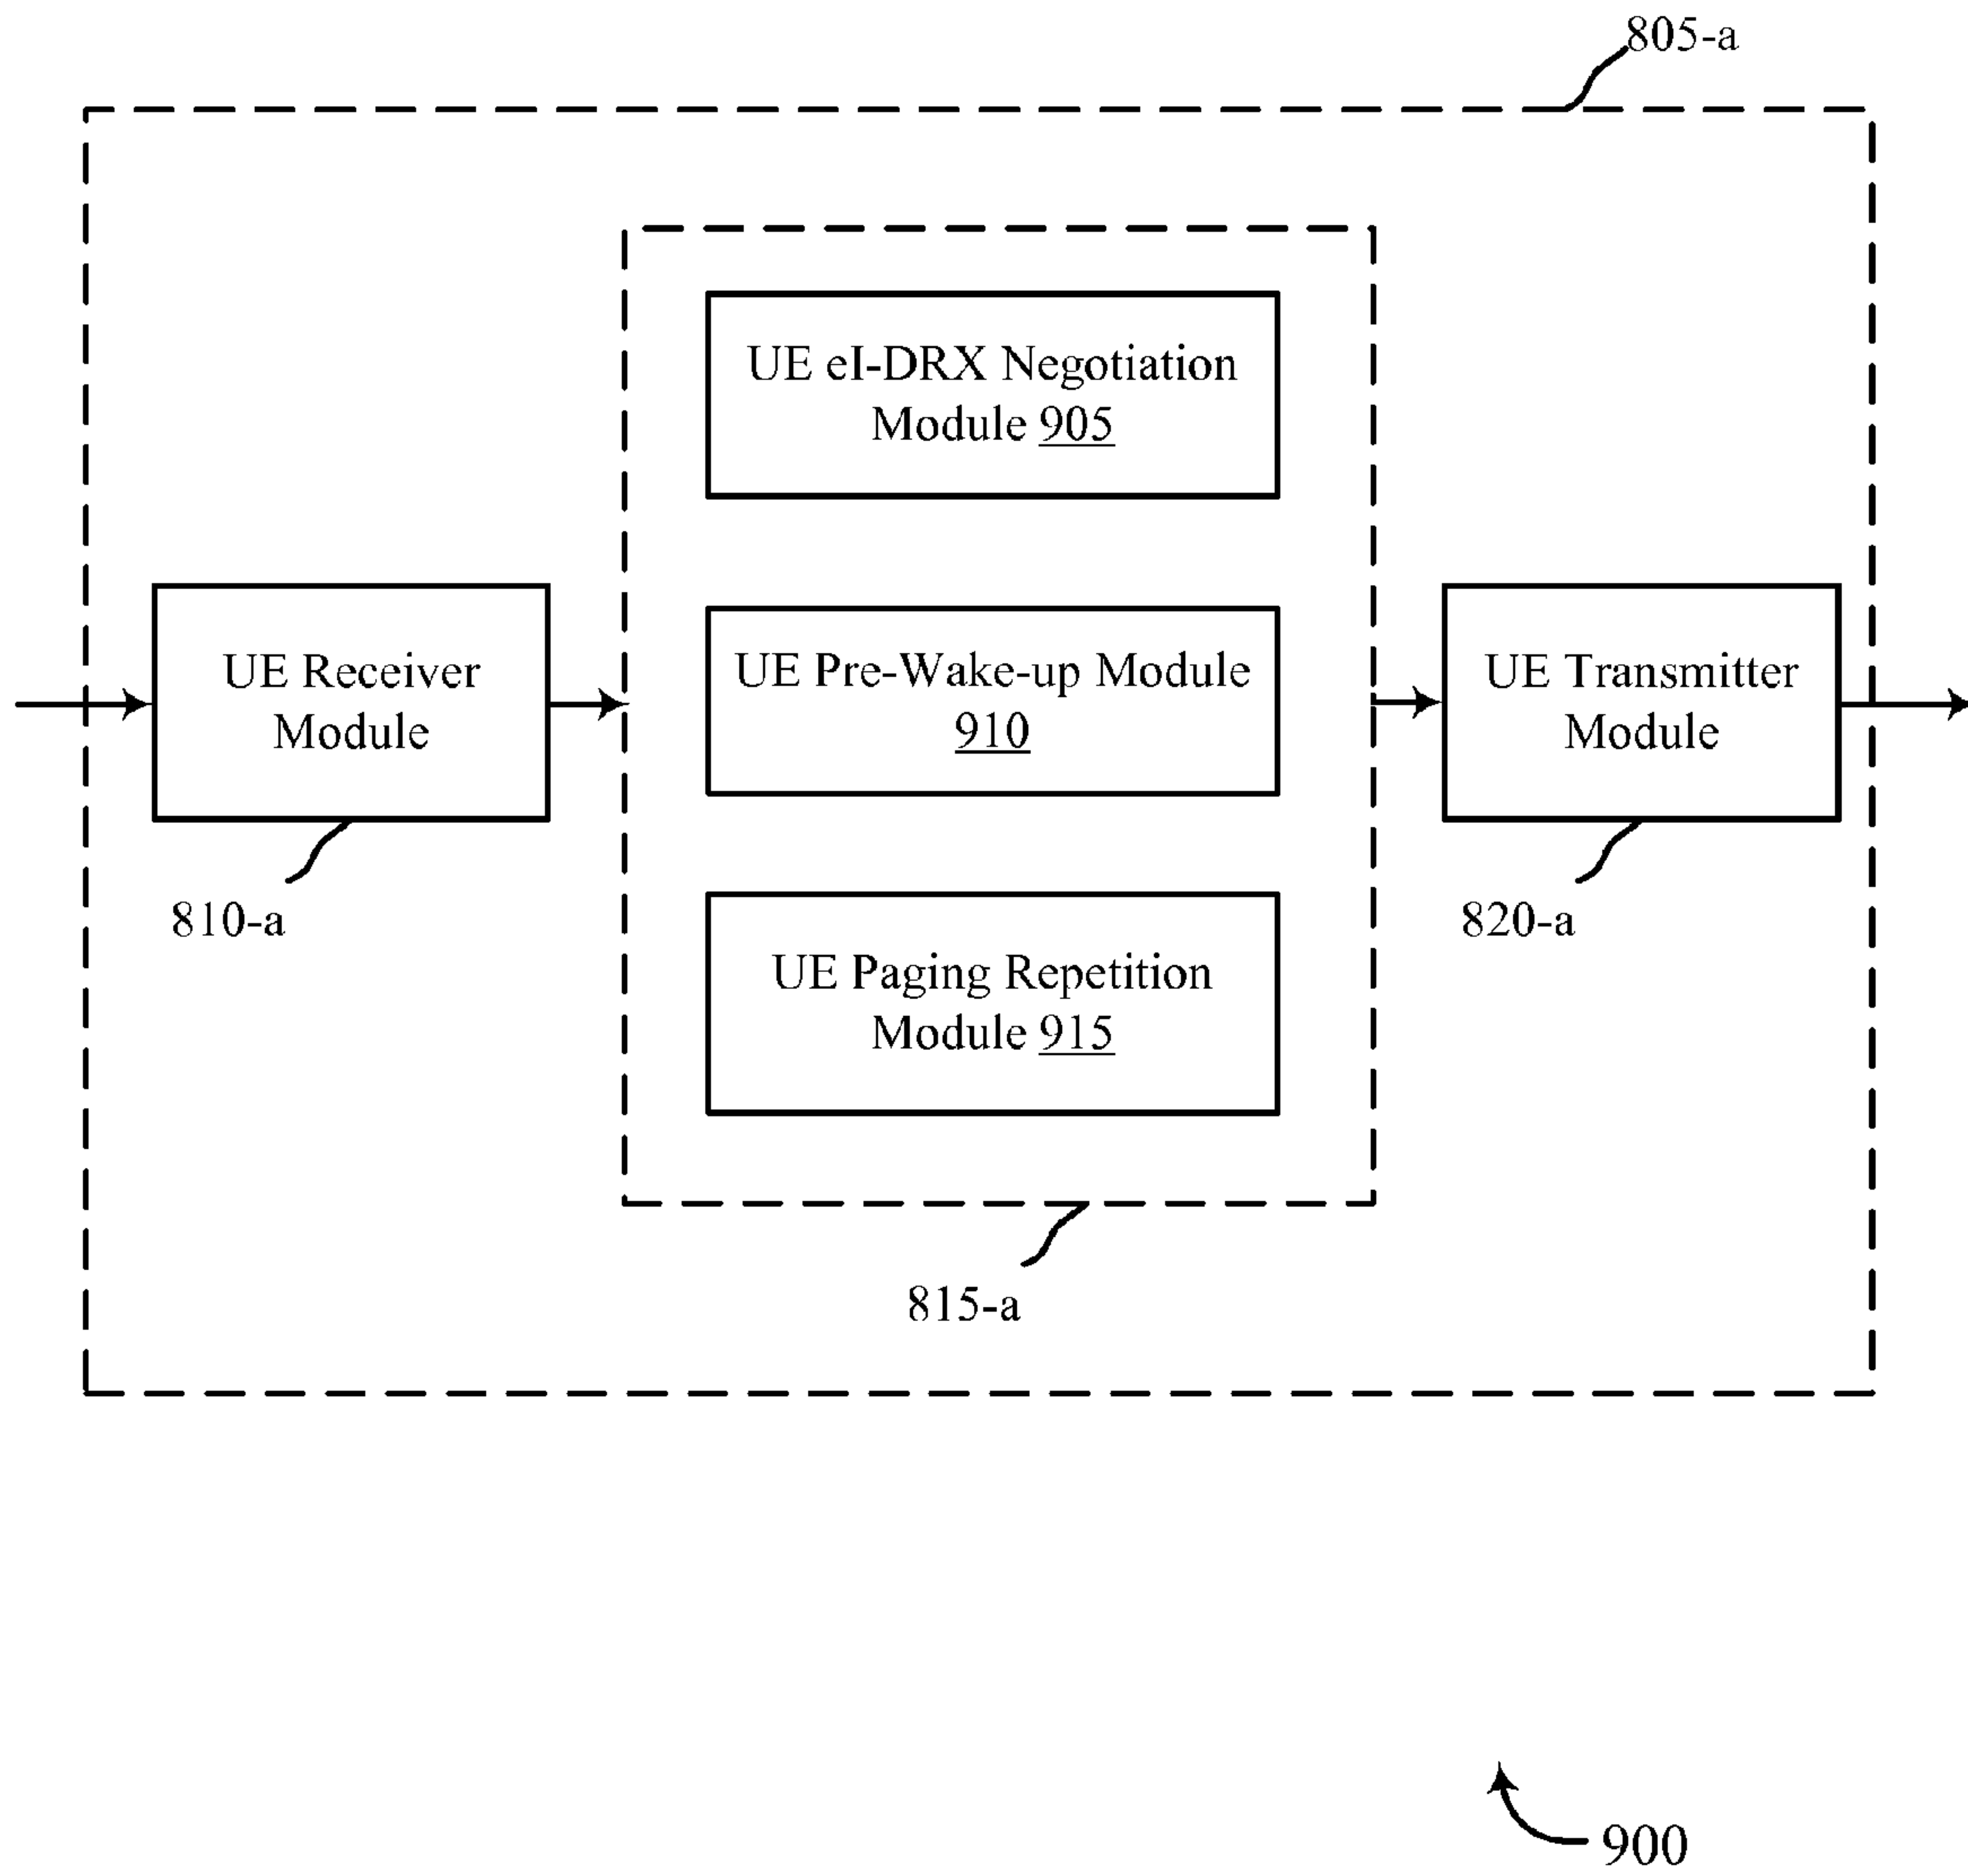 805-a
UE eI-DRX Negotiation
Module 905
UE Receiver
Module
UE Pre-Wake-up Module
910
UE Transmitter
Module
810-a
820-a
UE Paging Repetition
Module 915
815-a
900